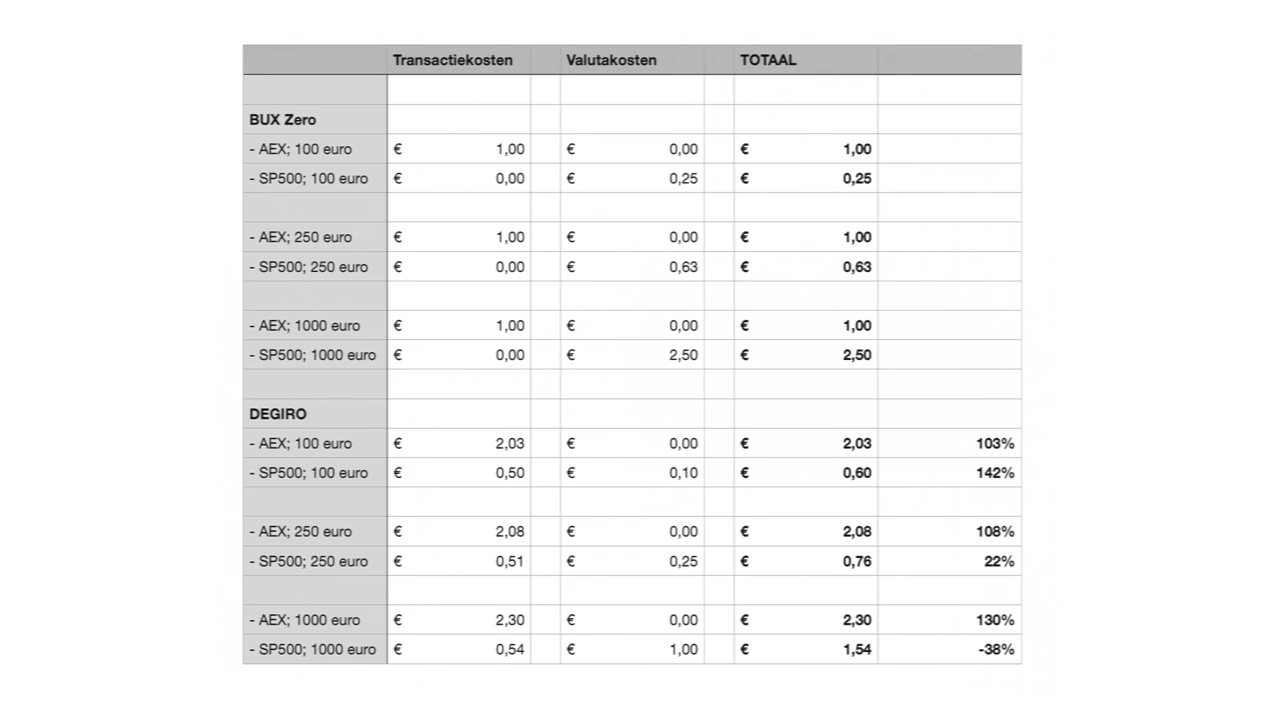 Transactiekosten Valutakosten TOTAAL
BUX Zero
- AEX; 100 euro € 1,00 € 0,00 € 1,00
- SP500; 100 euro € 0,00 € 0,25 € 0,25
- AEX; 250 euro € 1,00 € 0,00 € 1,00
- SP500; 250 euro € 0,00 € 0,63 € 0,63
- AEX; 1000 euro € 1,00 € 0,00 € 1,00
- SP500; 1000 euro € 0,00 € 2,50 € 2,50
DEGIRO
- AEX; 100 euro € 2,03 € 0,00 € 2,03 103%
- SP500; 100 euro € 0,50 € 0,10 € 0,60 142%
- AEX; 250 euro € 2,08 € 0,00 € 2,08 108%
- SP500; 250 euro € 0,51 € 0,25 € 0,76 22%
- AEX; 1000 euro € 2,30 € 0,00 € 2,30 130%
- SP500; 1000 euro € 0,54 € 1,00 € 1,54 -38%